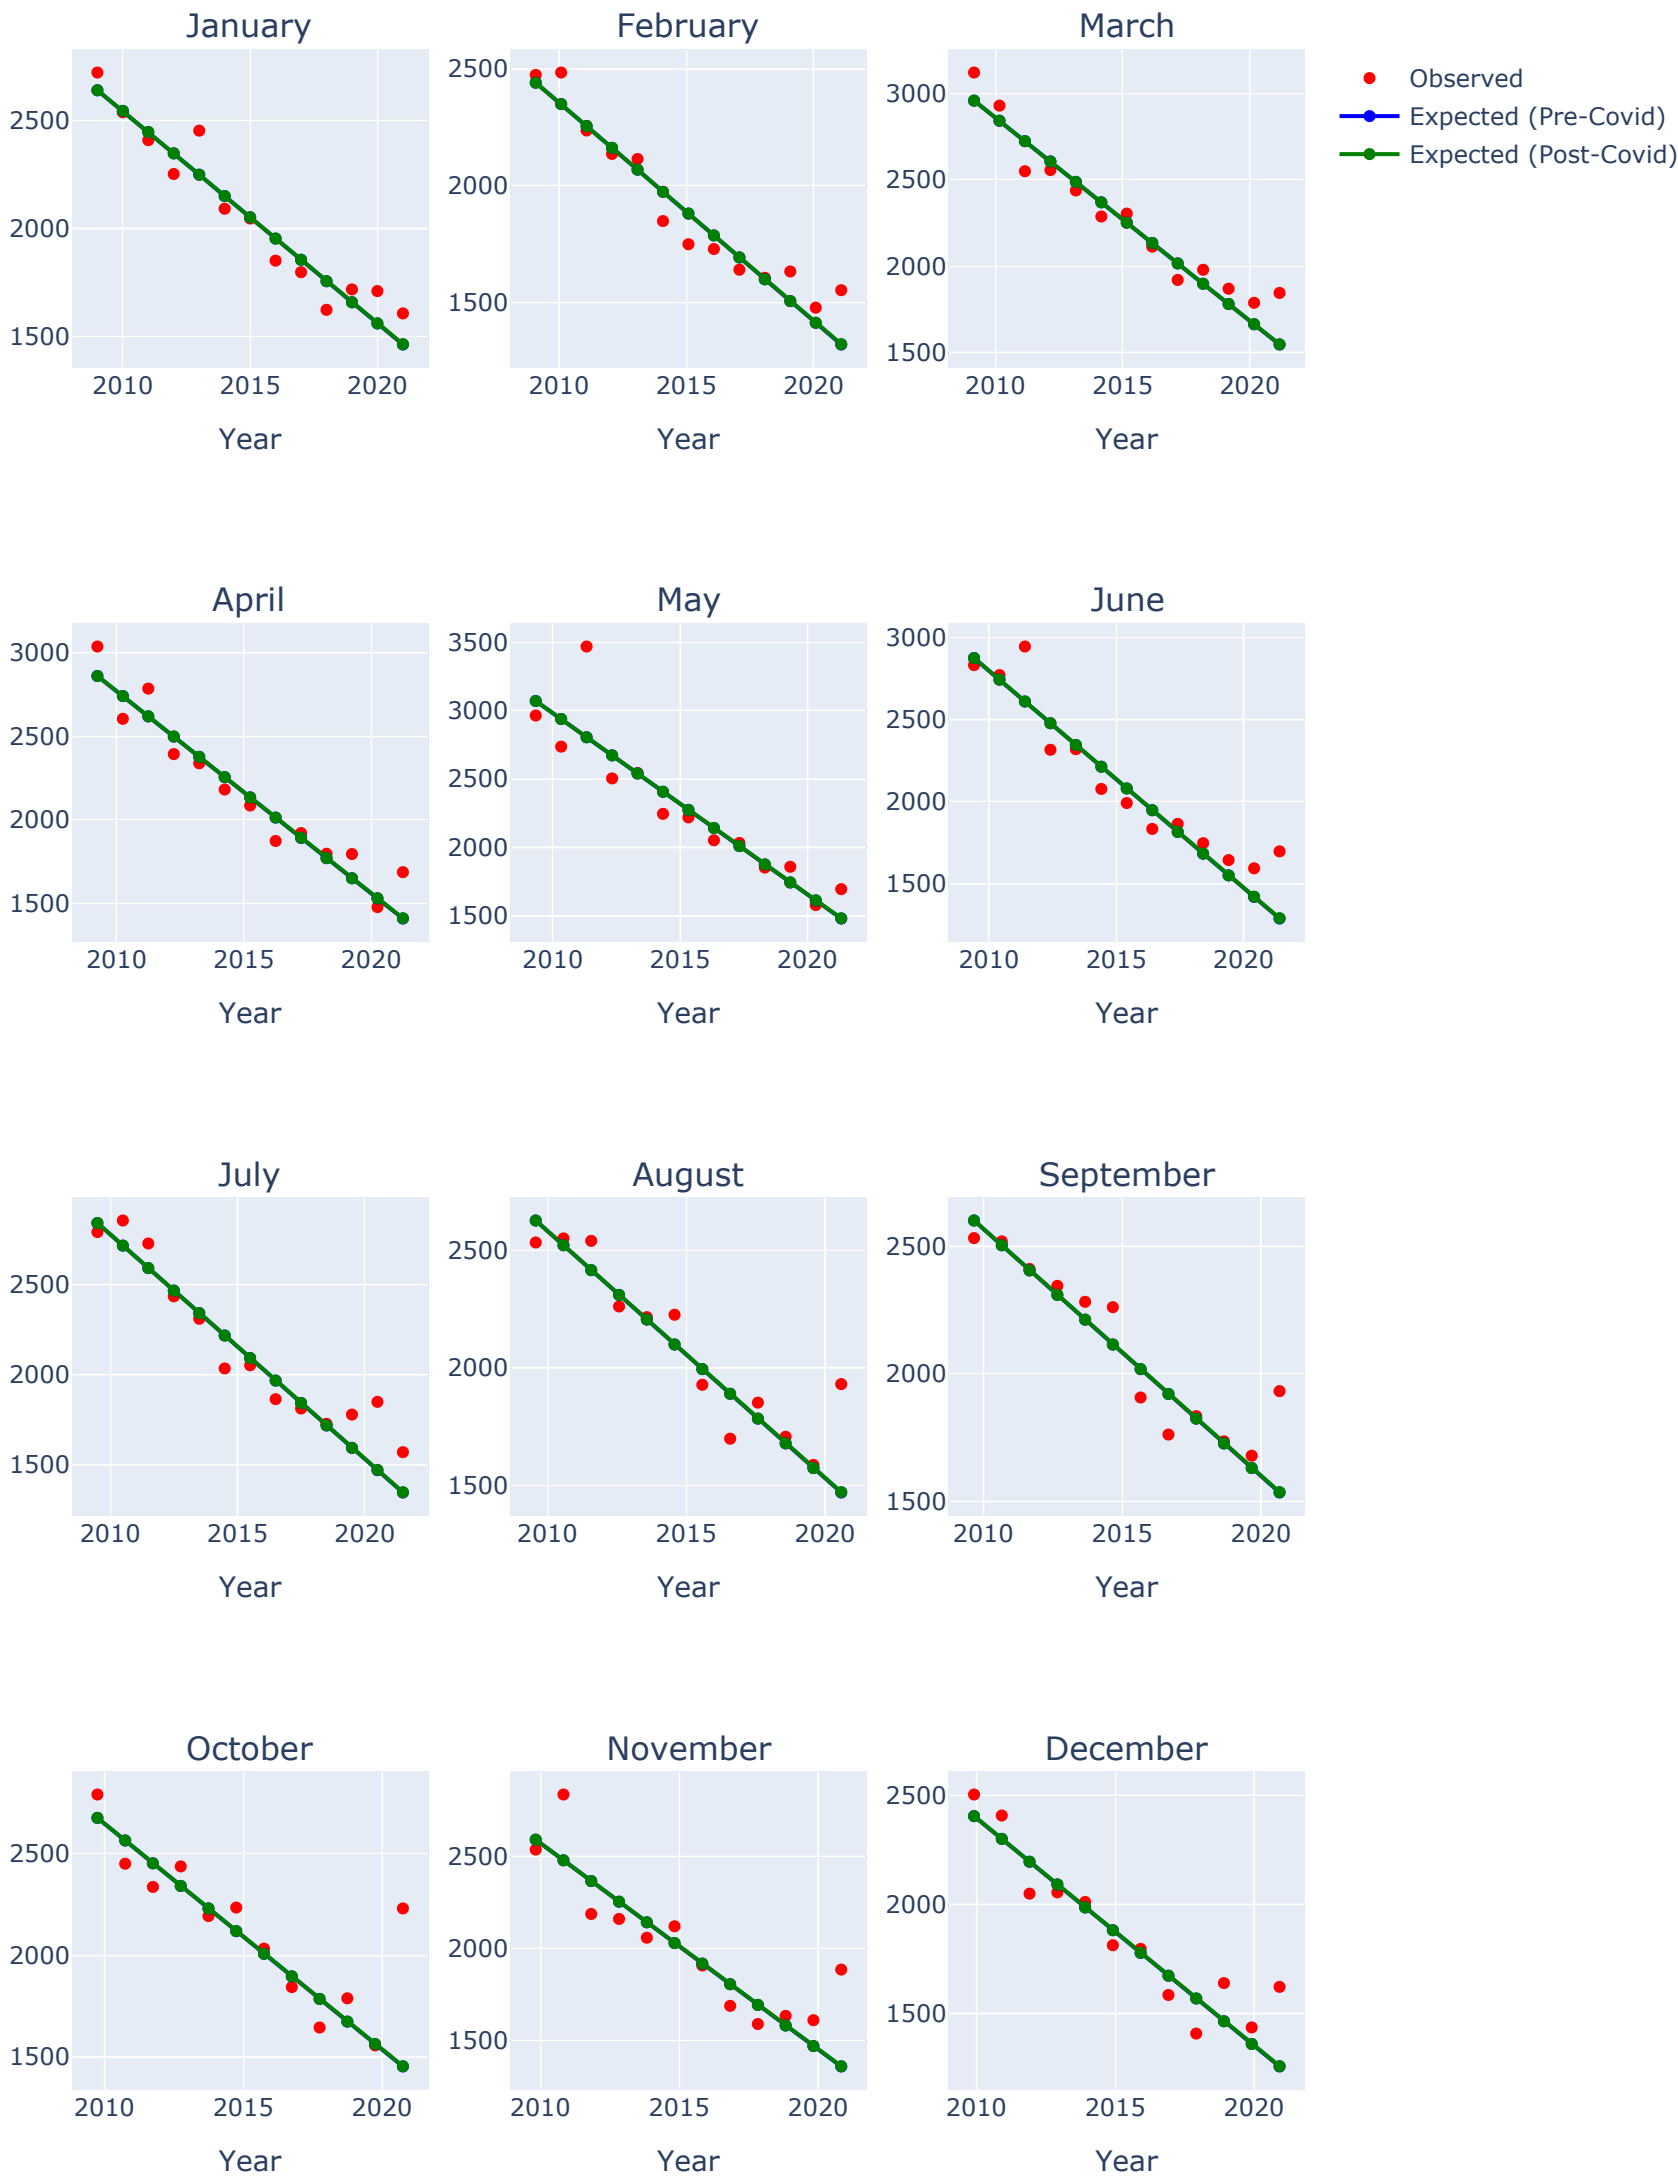 January
February
March
Observed
Expected (Pre-Covid)
Expected (Post-Covid)
2500
2000
1500
2010 2015 2020
Year
2500
2000
1500
2010 2015 2020
Year
3000
2500
2000
1500
2010 2015 2020
Year
April
3000
2500
2000
1500
2010 2015 2020
Year
May
3500
3000
2500
2000
1500
2010 2015 2020
Year
June
3000
2500
2000
1500
2010 2015 2020
Year
July
2500
2000
1500
2010 2015 2020
Year
August
2500
2000
1500
2010 2015 2020
Year
September
2500
2000
1500
2010 2015 2020
Year
October
2500
2000
1500
2010 2015 2020
Year
November
2500
2000
1500
2010 2015 2020
Year
December
2500
2000
1500
2010 2015 2020
Year